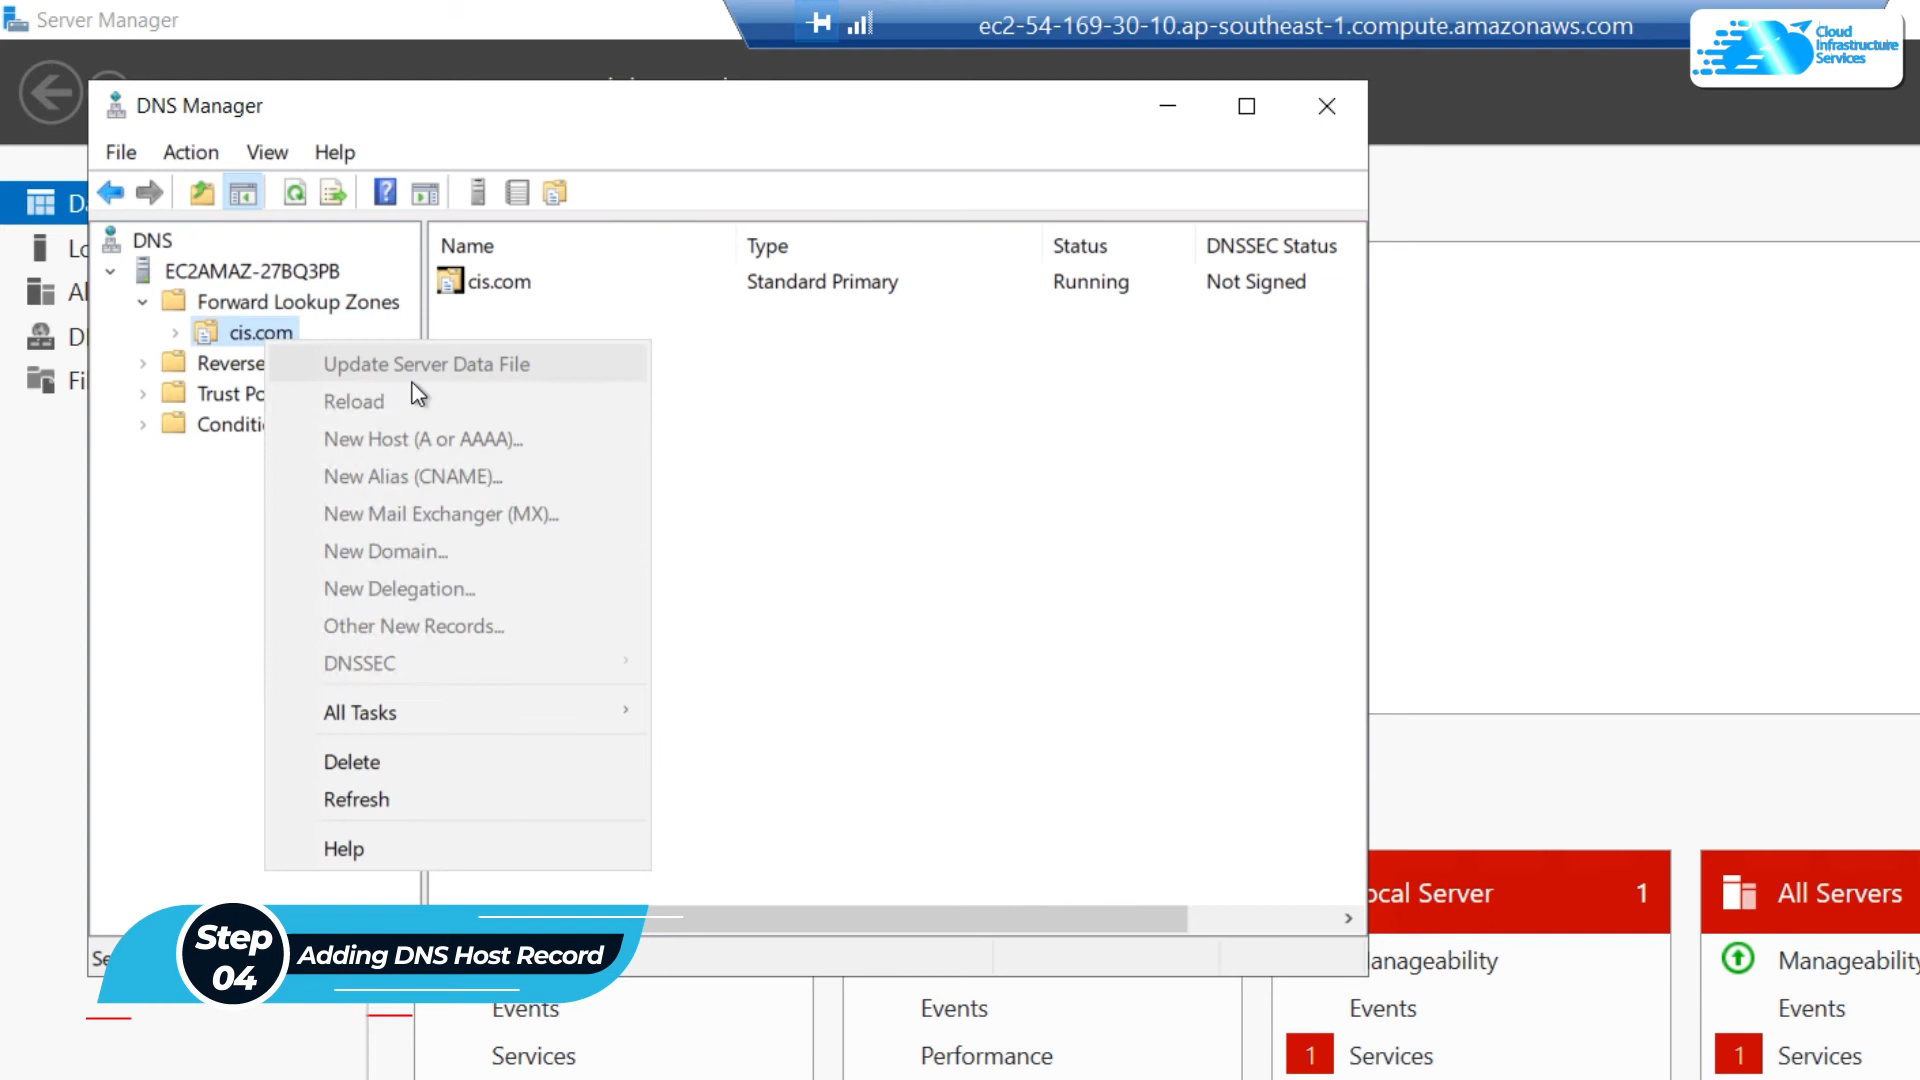 Server Manager
ec2-54-169-30-10.ap-southeast-1.compute.amazonaws.com
Cloud
Infrastructure
Services
DNS Manager
File Action View Help
DNS
EC2AMAZ-27BQ3PB
Forward Lookup Zones
cis.com
Reverse
Trust Po
Conditi
Name Type Status DNSSEC Status
cis.com Standard Primary Running Not Signed
Update Server Data File
Reload
New Host (A or AAAA)...
New Alias (CNAME)...
New Mail Exchanger (MX)...
New Domain...
New Delegation...
Other New Records...
DNSSEC
All Tasks
Delete
Refresh
Help
Step
04
Adding DNS Host Record
ocal Server 1
All Servers
anageability
Manageability
Events Events Events Events
Services Performance 1 Services 1 Services